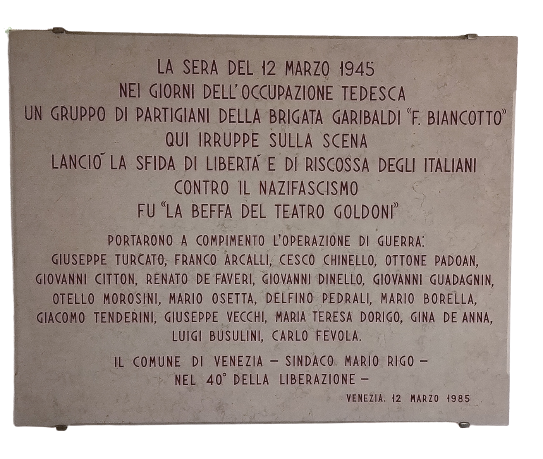 LA SERA DEL 12 MARZO 1945
NEI GIORNI DELL'OCCUPAZIONE TEDESCA
UN GRUPPO DI PARTIGIANI DELLA BRIGATA GARIBALDI "F. BIANCOTTO"
QUI IRRUPPE SULLA SCENA
LANCIO' LA SFIDA DI LIBERTA' E DI RISCOSSA DEGLI ITALIANI
CONTRO IL NAZIFASCISMO
FU "LA BEFFA DEL TEATRO GOLDONI"
PORTARONO A COMPIMENTO L'OPERAZIONE DI GUERRA:
GIUSEPPE TURCATO, FRANCO ARCALLI, CESCO CHINELLO, OTTONE PADOAN,
GIOVANNI CITTON, RENATO DE FAVERI, GIOVANNI DINELLO, GIOVANNI GUADAGNIN,
OTELLO MOROSINI, MARIO OSETTA, DELFINO PEDRALI, MARIO BORELLA,
GIACOMO TENDERINI, GIUSEPPE VECCHI, MARIA TERESA DORIGO, GINA DE ANNA,
LUIGI BUSULINI, CARLO FEVOLA.
IL COMUNE DI VENEZIA – SINDACO MARIO RIGO –
NEL 40° DELLA LIBERAZIONE –
VENEZIA. 12 MARZO 1985